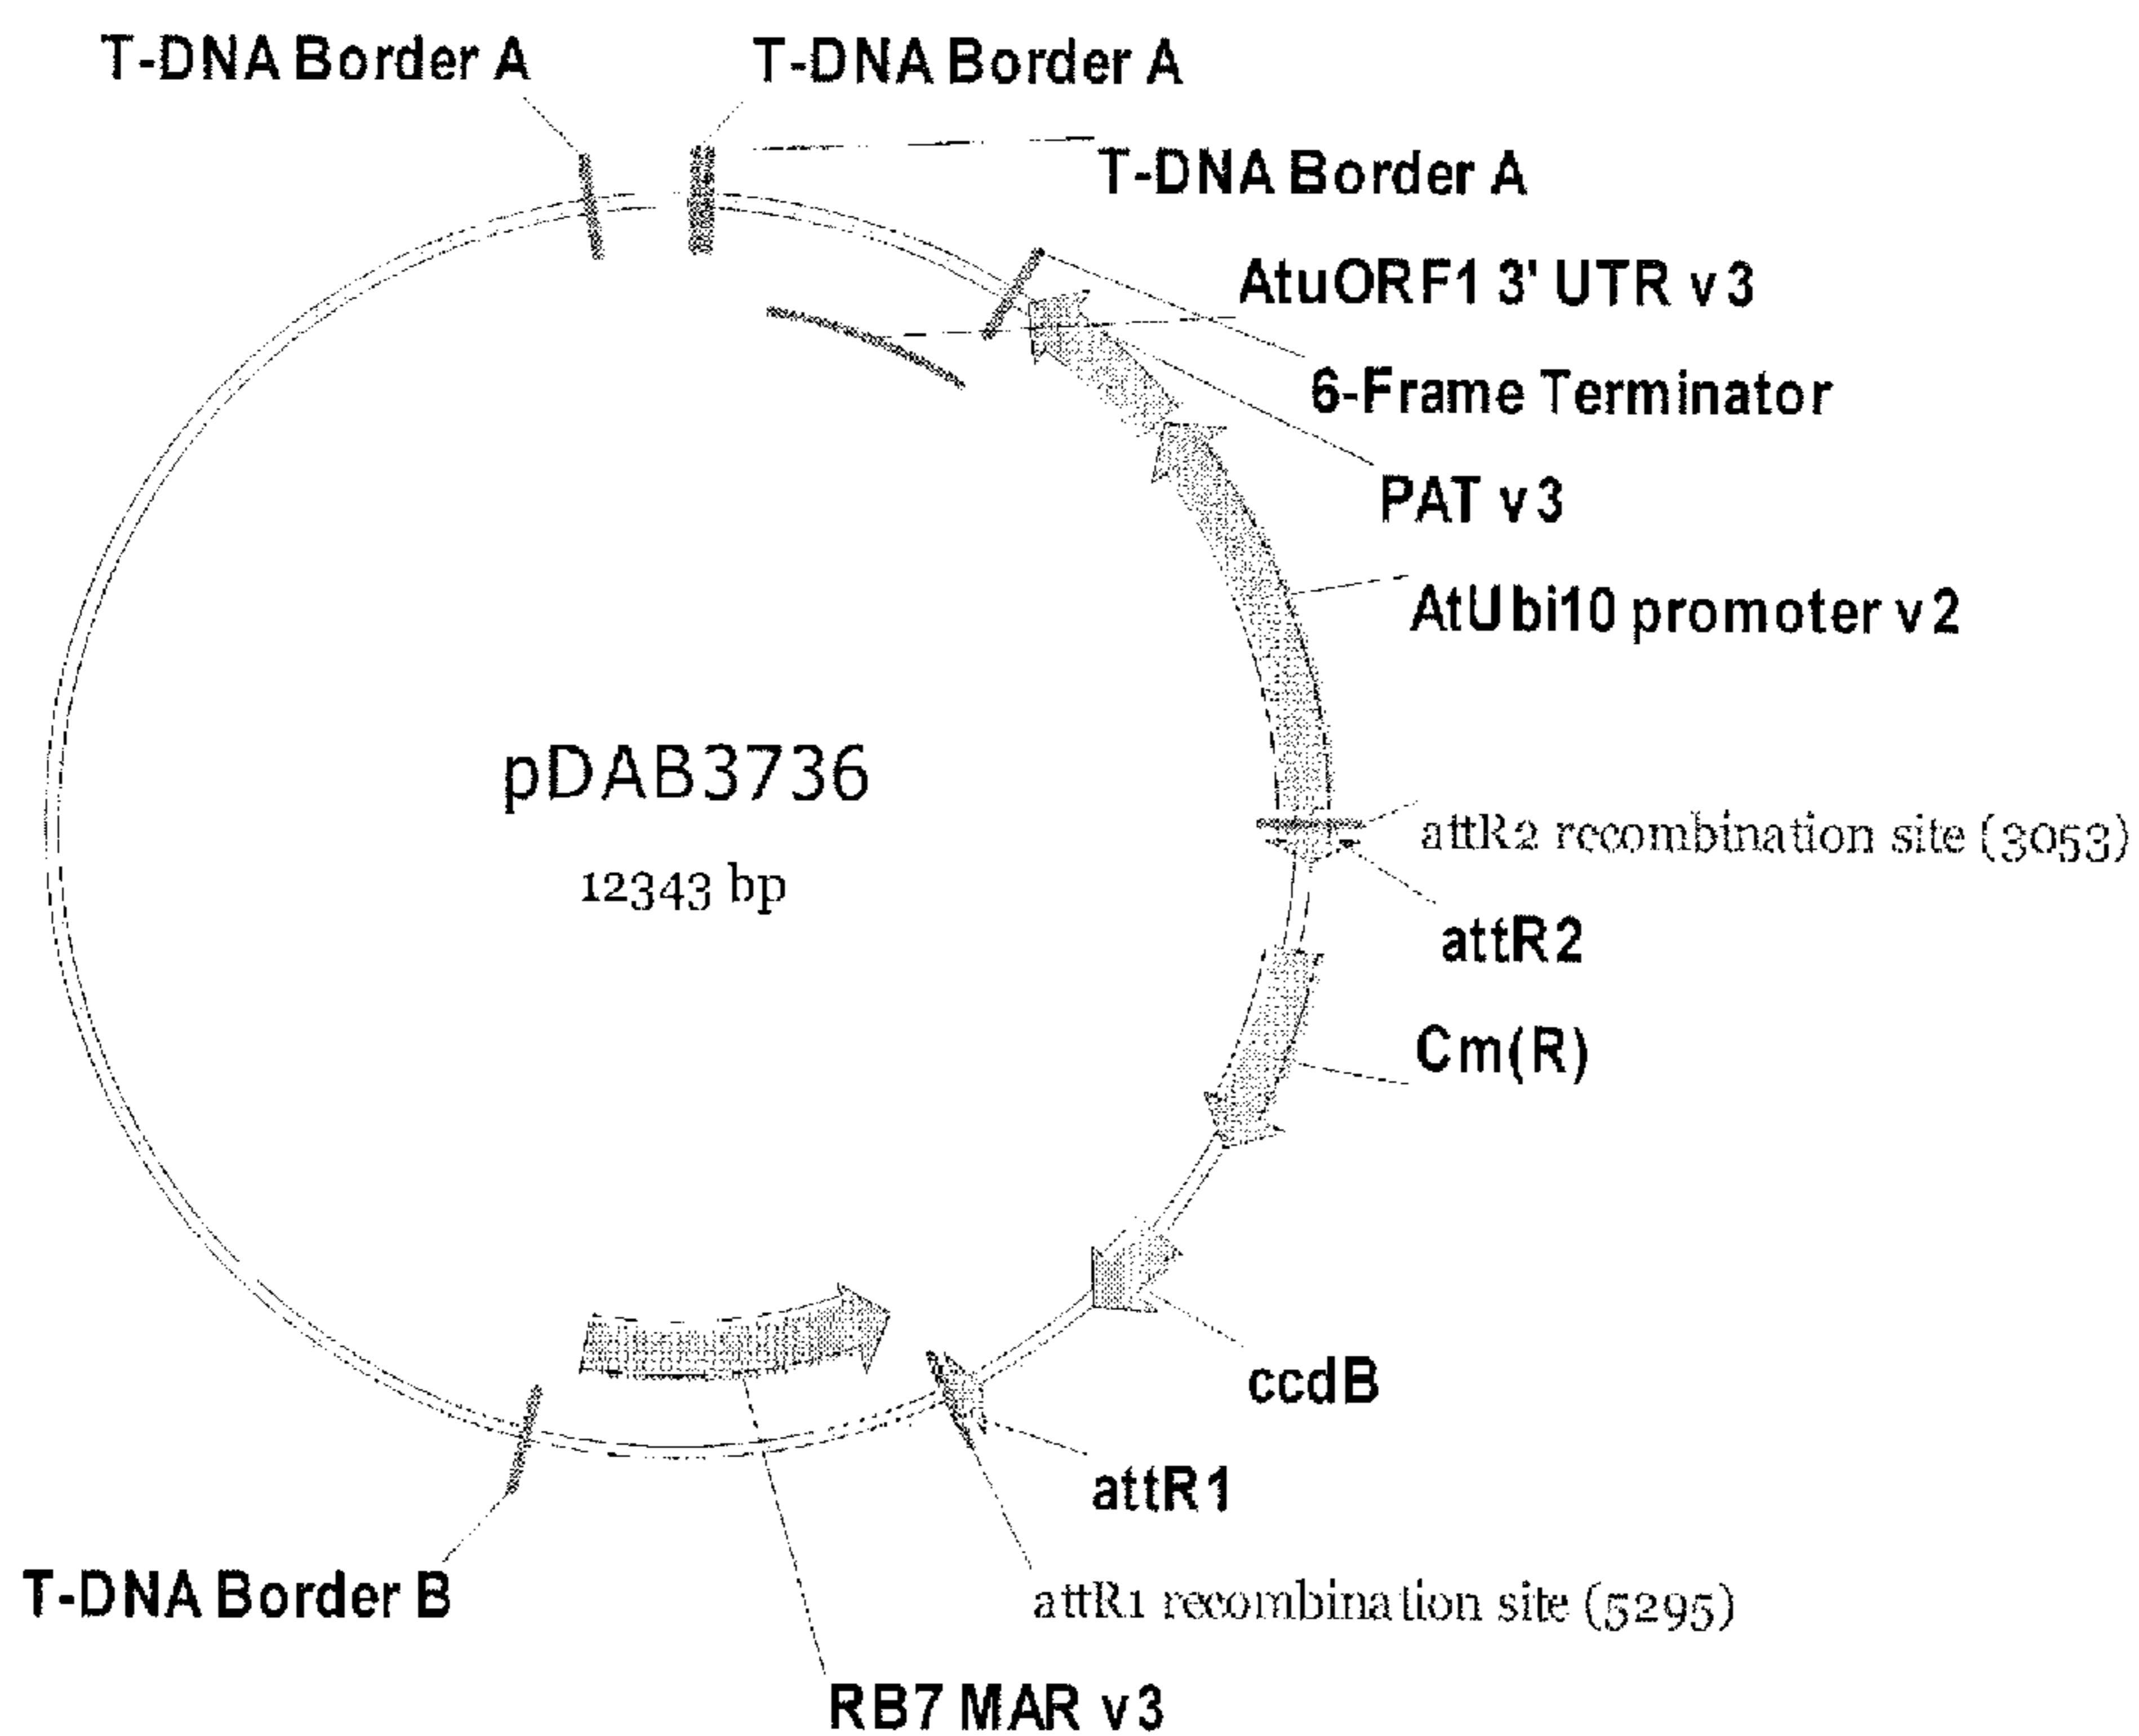 T-DNA Border A
T-DNA Border A
T-DNA Border A
AtuORF1 3' UTR v3
6-Frame Terminator
PAT v3
AtUbi10 promoter v2
pDAB3736
12343 bp
attR2 recombination site (3053)
attR2
Cm(R)
ccdB
attR1
T-DNA Border B
attR1 recombination site (5295)
RB7 MAR v3